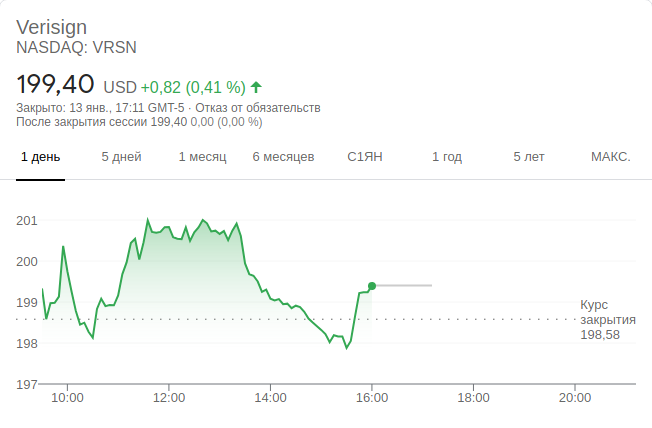 Verisign
NASDAQ: VRSN
199,40 USD +0,82 (0,41 %)
Закрыто: 13 янв., 17:11 GMT-5 · Отказ от обязательств
После закрытия сессии 199,40 0,00 (0,00 %)
1 день 5 дней 1 месяц 6 месяцев С1ЯН 1 год 5 лет МАКС.
201
200
199
Курс
закрытия
198,58
198
197
10:00 12:00 14:00 16:00 18:00 20:00